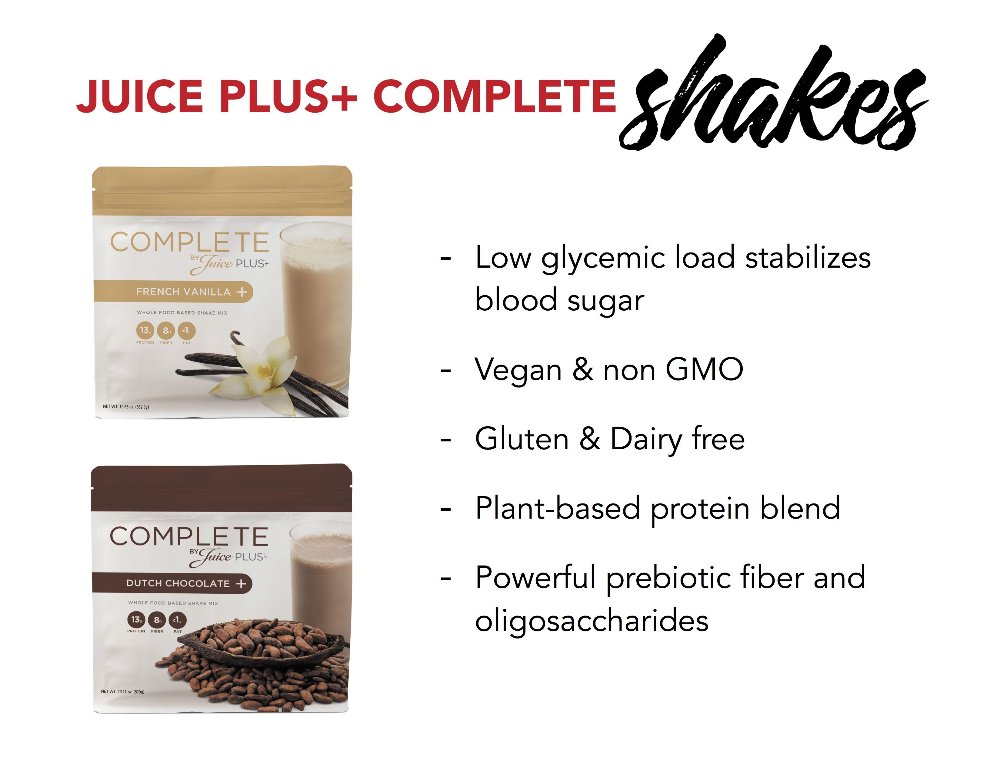 JUICE PLUS+ COMPLETE shakes
COMPLETE
BY Juice PLUS+
FRENCH VANILLA +
WHOLE FOOD BASED SHAKE MIX
13g 8g <1g
PROTEIN FIBER FAT
NET WT. 19.85 oz. (562.5g)
COMPLETE
BY Juice PLUS+
DUTCH CHOCOLATE +
WHOLE FOOD BASED SHAKE MIX
13g 8g <1g
PROTEIN FIBER FAT
NET WT. 20.11 oz. (570g)
- Low glycemic load stabilizes
blood sugar
- Vegan & non GMO
- Gluten & Dairy free
- Plant-based protein blend
- Powerful prebiotic fiber and
oligosaccharides